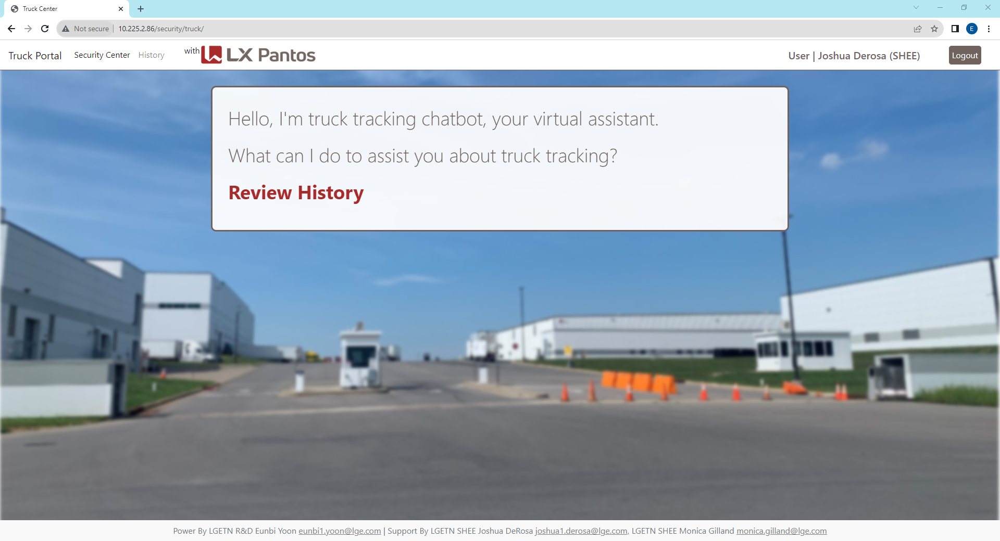 Truck Center
Not secure
10.225.2.86/security/truck/
E
Truck Portal
Security Center
History
with LX Pantos
User | Joshua Derosa (SHEE)
Logout
Hello, I'm truck tracking chatbot, your virtual assistant.
What can I do to assist you about truck tracking?
Review History
Power By LGETN R&D Eunbi Yoon eunbi1.yoon@lge.com | Support By LGETN SHEE Joshua DeRosa joshua1.derosa@lge.com, LGETN SHEE Monica Gilland monica.gilland@lge.com